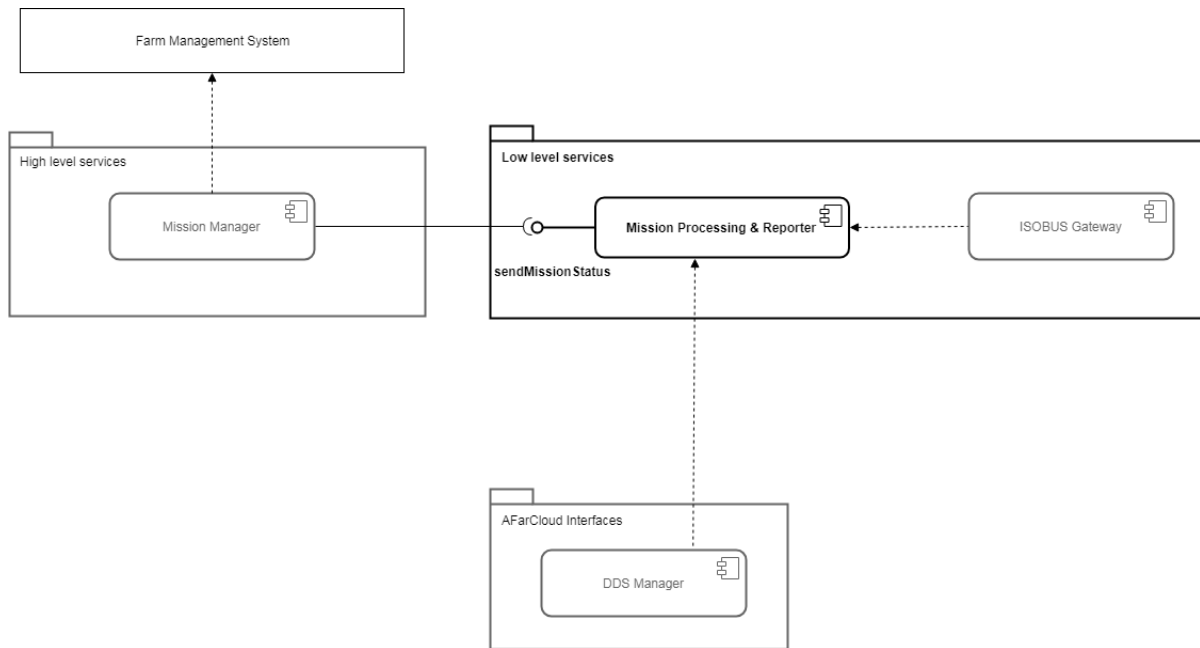 Farm Management System
High level services
Mission Manager
Low level services
Mission Processing & Reporter
ISOBUS Gateway
sendMissionStatus
AFarCloud Interfaces
DDS Manager